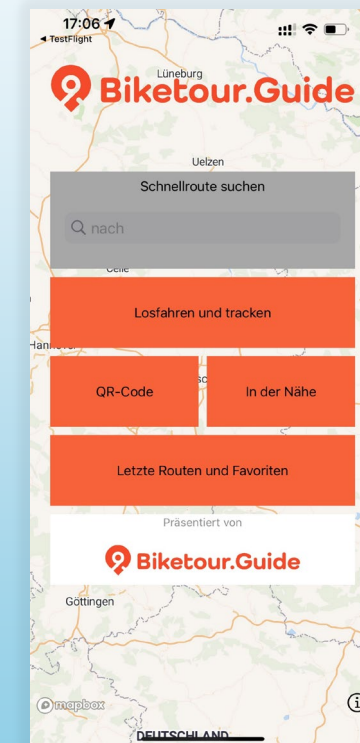 17:06
◀ TestFlight
Lüneburg
Biketour.Guide
Uelzen
Schnellroute suchen
nach
Celle
Losfahren und tracken
QR-Code
In der Nähe
Letzte Routen und Favoriten
Präsentiert von
Biketour.Guide
Göttingen
mapbox
DEUTSCHLAND